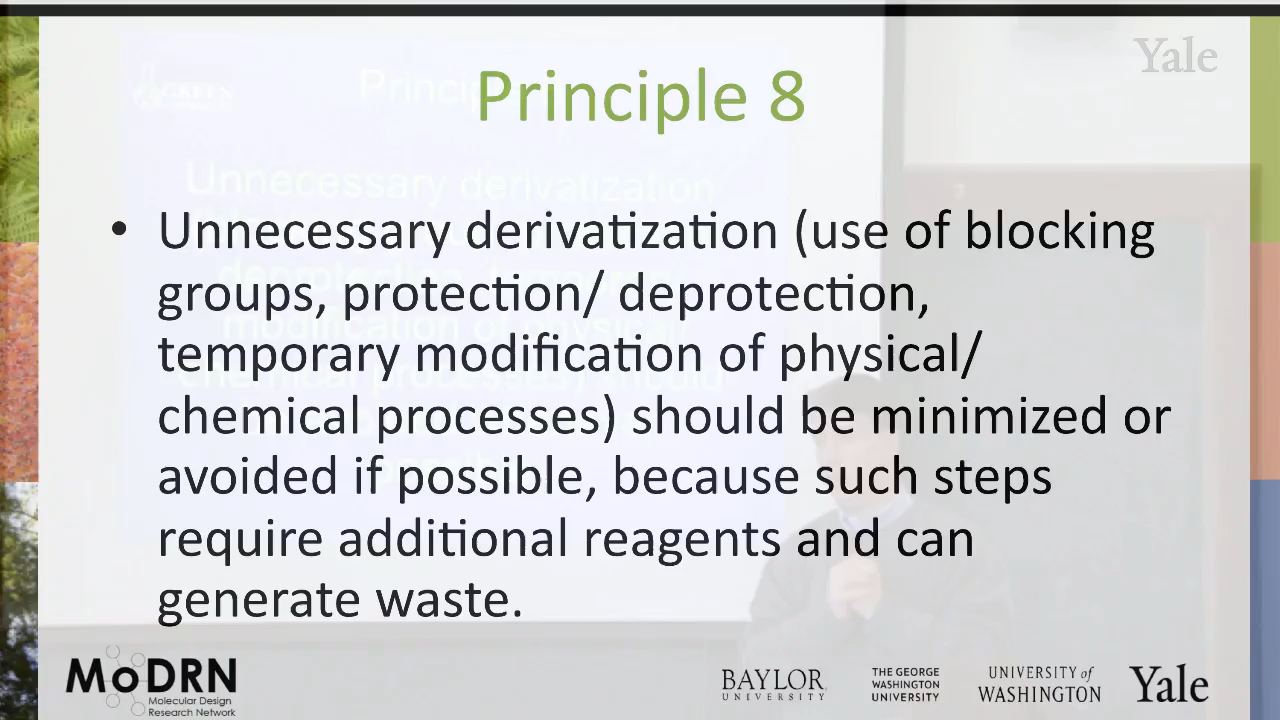 Yale
Principle 8
• Unnecessary derivatization (use of blocking
groups, protection/ deprotection,
temporary modification of physical/
chemical processes) should be minimized or
avoided if possible, because such steps
require additional reagents and can
generate waste.
MoDRN
Molecular Design
Research Network
BAYLOR
UNIVERSITY
THE GEORGE
WASHINGTON
UNIVERSITY
UNIVERSITY of
WASHINGTON
Yale